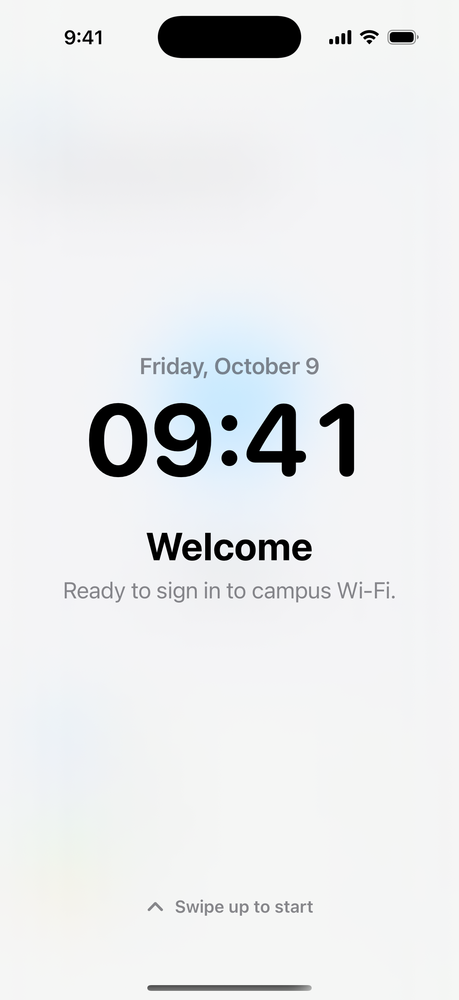 9:41
Friday, October 9
09:41
Welcome
Ready to sign in to campus Wi-Fi.
Swipe up to start